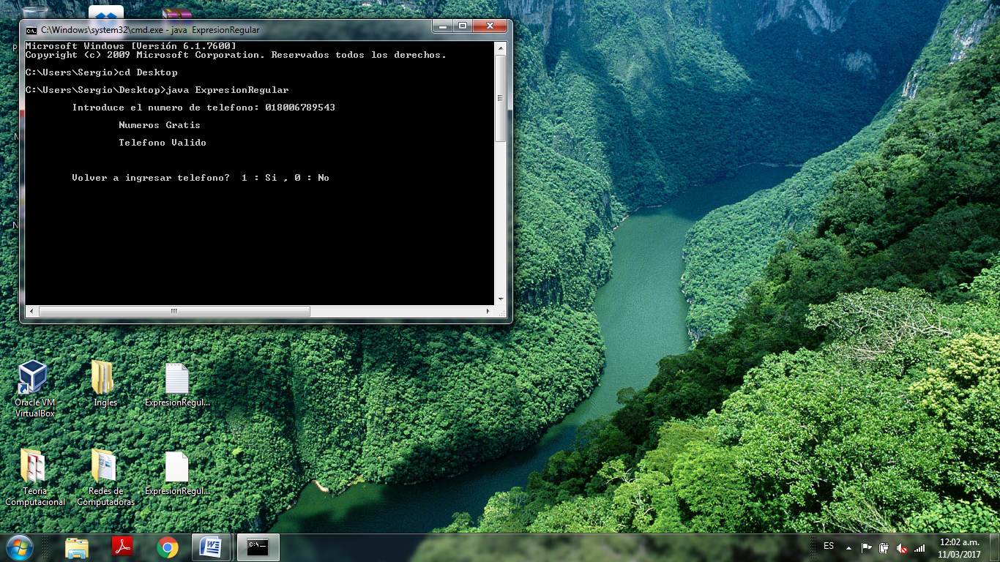 C:\Windows\system32\cmd.exe - java  ExpresionRegular
Microsoft Windows [Versión 6.1.7600]
Copyright (c) 2009 Microsoft Corporation. Reservados todos los derechos.
C:\Users\Sergio>cd Desktop
C:\Users\Sergio\Desktop>java ExpresionRegular
Introduce el numero de telefono: 018006789543
Numeros Gratis
Telefono Valido
Volver a ingresar telefono?  1 : Si , 0 : No
Oracle VM
VirtualBox
Ingles
ExpresionRegul...
Teoria
Computacional
Redes de
Computadoras
ExpresionRegul...
ES
12:02 a.m.
11/03/2017